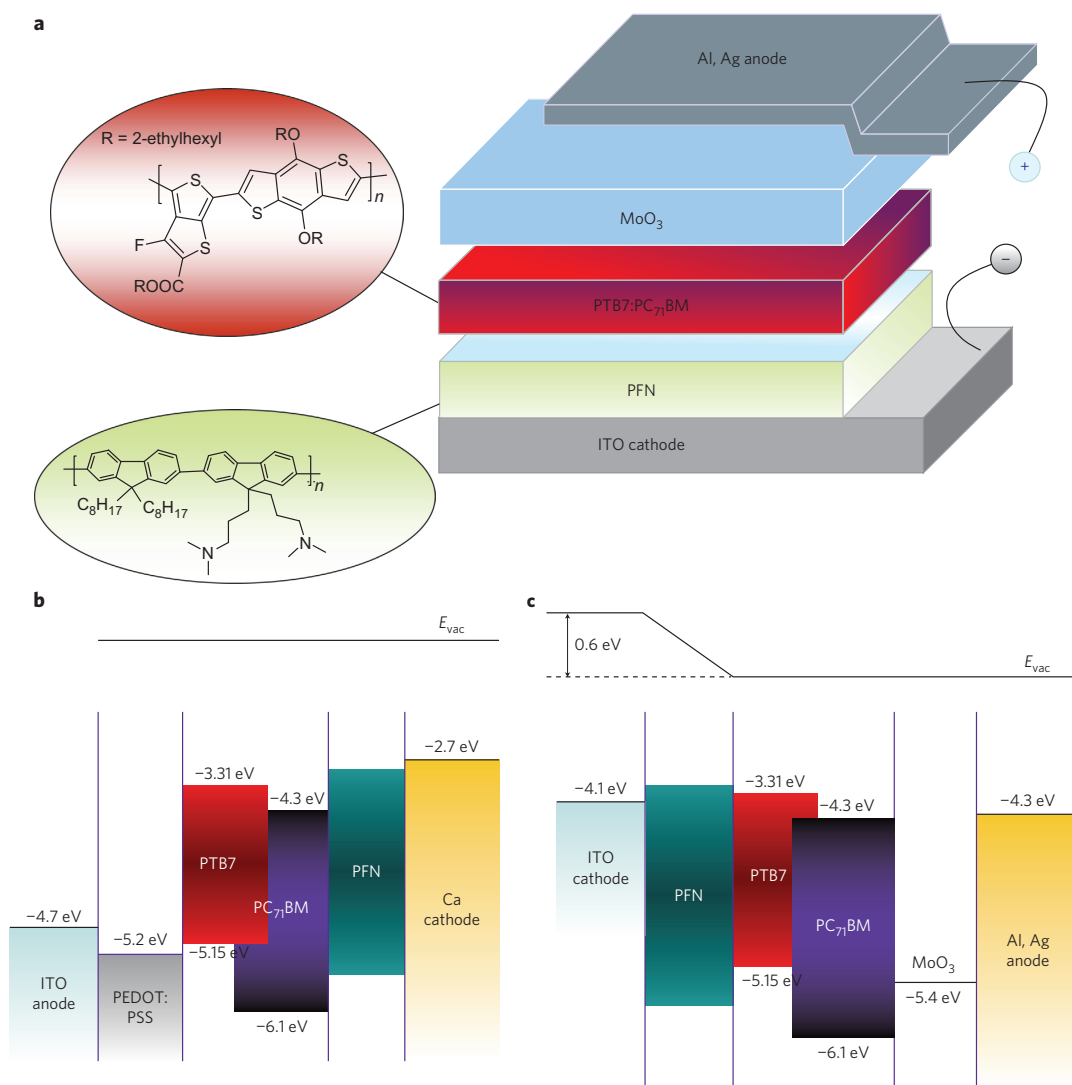 a
Al, Ag anode
+
MoO₃
−
PTB7:PC₇₁BM
PFN
ITO cathode
R = 2-ethylhexyl
RO
S
S
n
S
S
F
OR
ROOC
n
C₈H₁₇
C₈H₁₇
N
N
b
E_vac
−2.7 eV
−3.31 eV
−4.3 eV
PTB7
PFN
PC₇₁BM
Ca
cathode
−4.7 eV
−5.2 eV
−5.15 eV
ITO
anode
PEDOT:
PSS
−6.1 eV
c
0.6 eV
E_vac
−4.1 eV
−3.31 eV
−4.3 eV
−4.3 eV
ITO
cathode
PFN
PTB7
PC₇₁BM
Al, Ag
anode
MoO₃
−5.15 eV
−5.4 eV
−6.1 eV